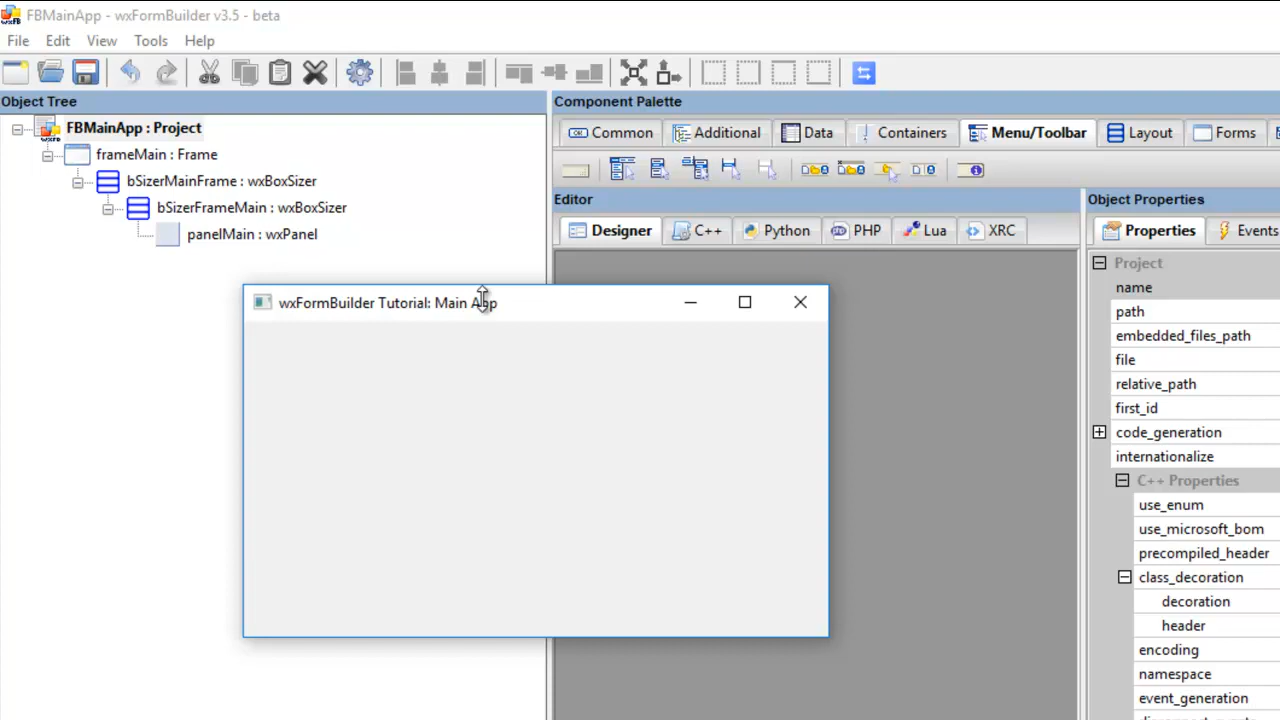 FBMainApp - wxFormBuilder v3.5 - beta
File Edit View Tools Help
Object Tree
FBMainApp : Project
frameMain : Frame
bSizerMainFrame : wxBoxSizer
bSizerFrameMain : wxBoxSizer
panelMain : wxPanel
Component Palette
Common Additional Data Containers Menu/Toolbar Layout Forms
Editor
Designer C++ Python PHP Lua XRC
wxFormBuilder Tutorial: Main App
Object Properties
Properties Events
Project
name
path
embedded_files_path
file
relative_path
first_id
code_generation
internationalize
C++ Properties
use_enum
use_microsoft_bom
precompiled_header
class_decoration
decoration
header
encoding
namespace
event_generation